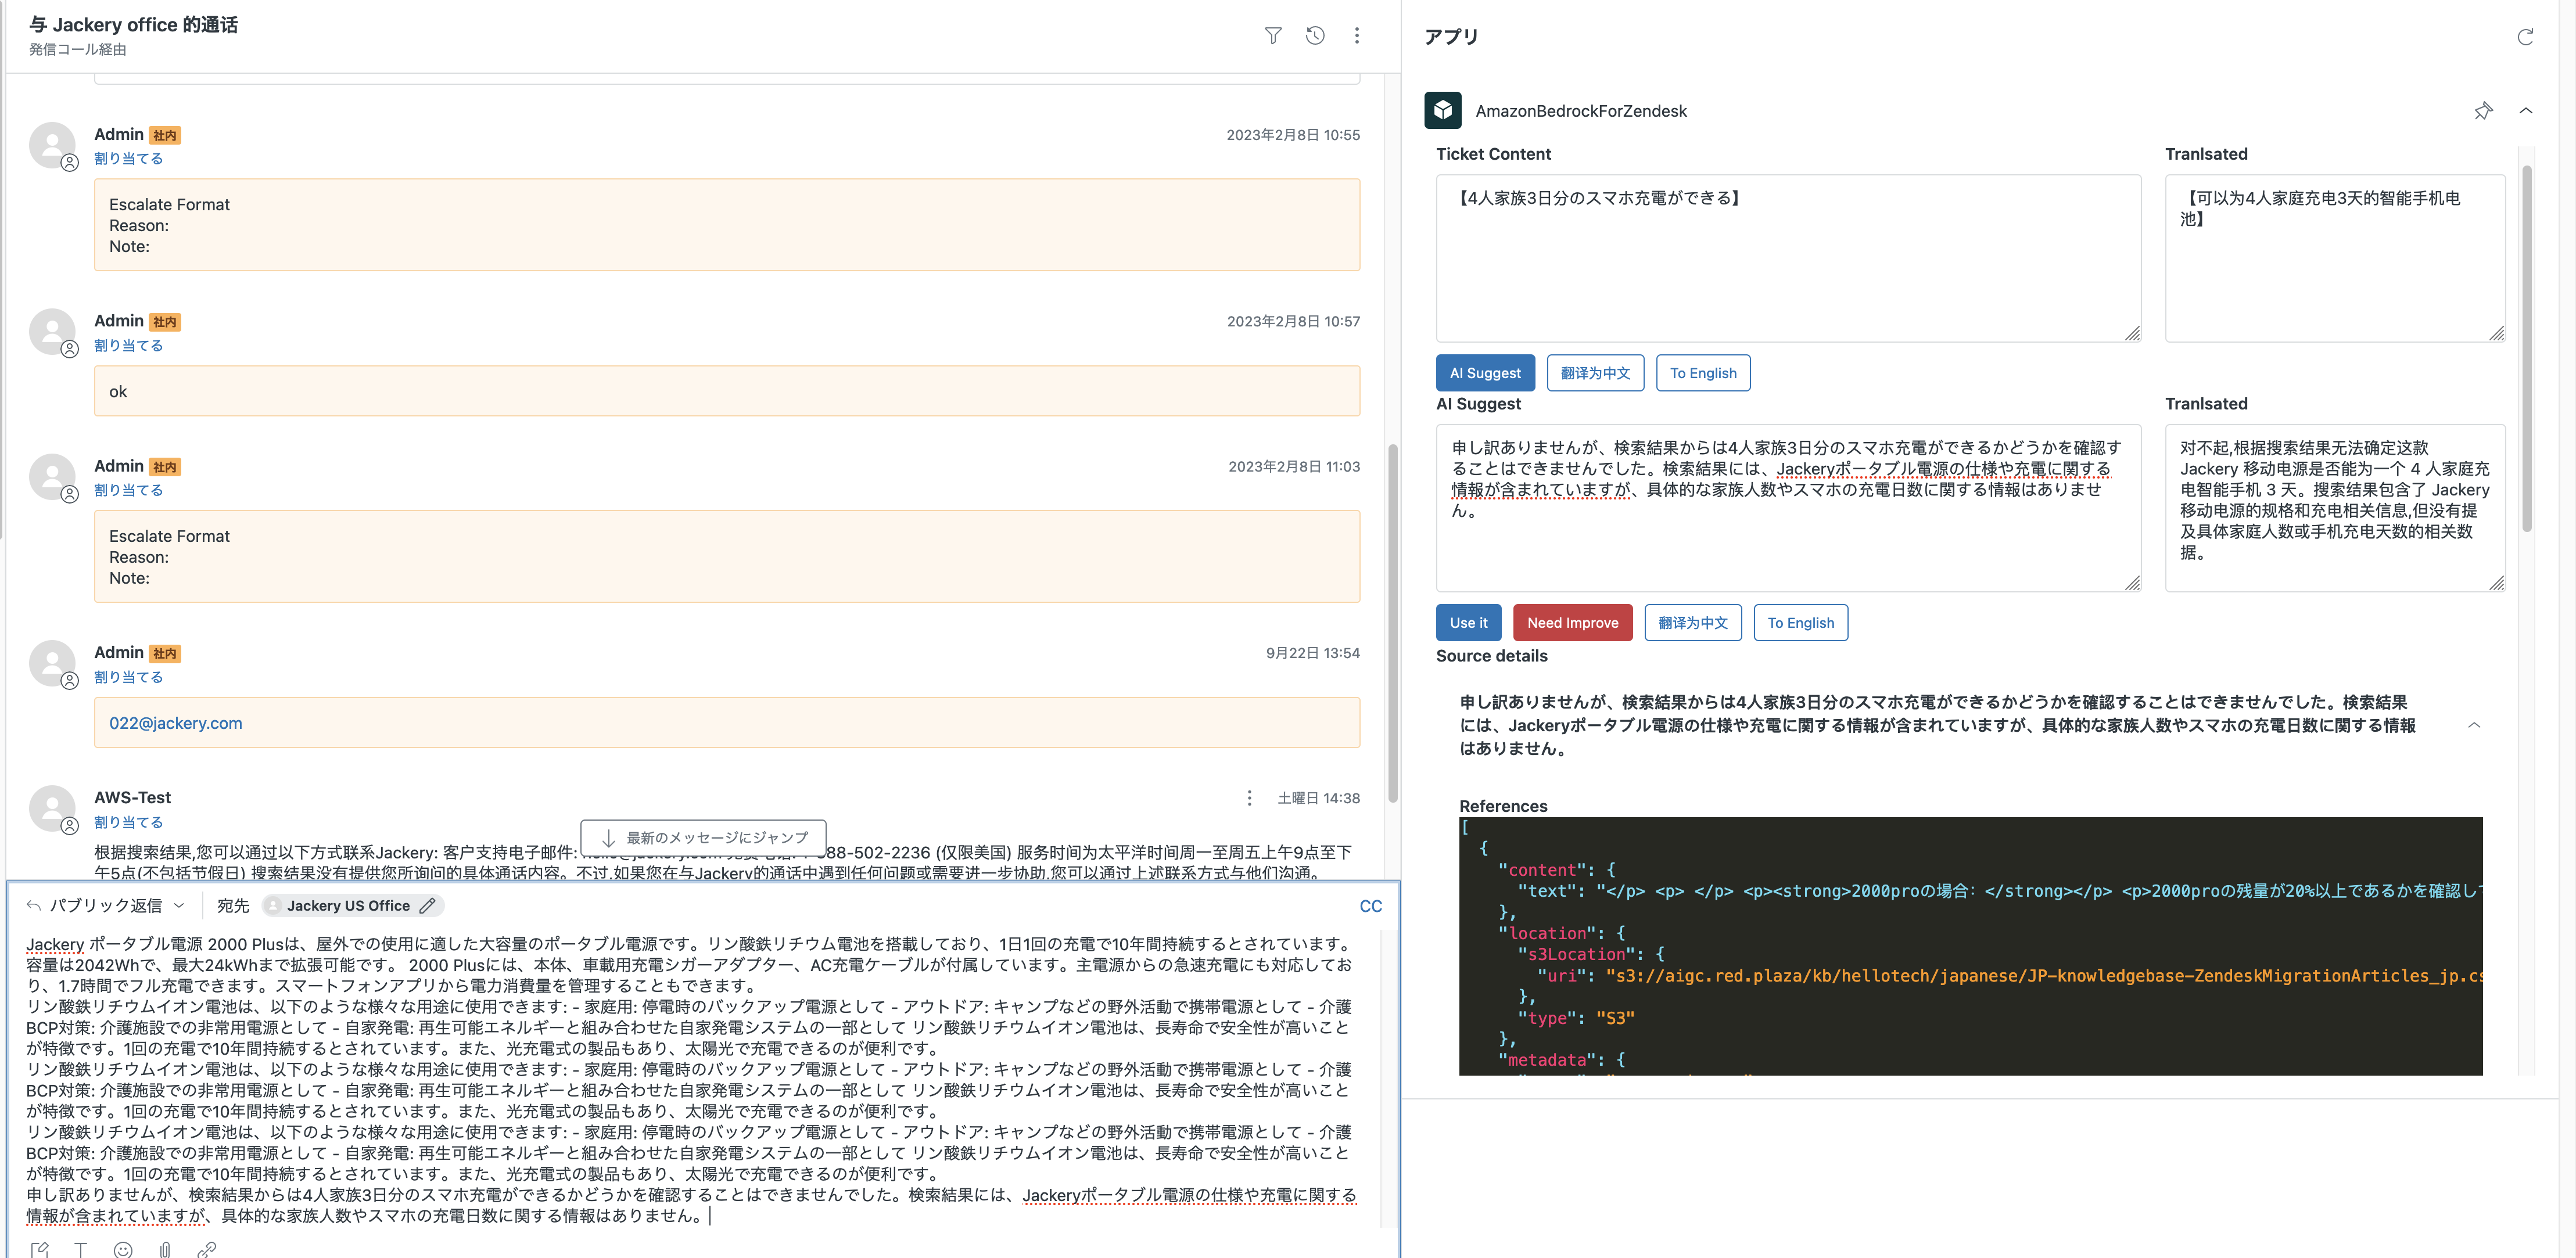 与 Jackery office 的通话
発信コール経由
Admin 社内
2023年2月8日 10:55
割り当てる
Escalate Format
Reason:
Note:
Admin 社内
2023年2月8日 10:57
割り当てる
ok
Admin 社内
2023年2月8日 11:03
割り当てる
Escalate Format
Reason:
Note:
Admin 社内
9月22日 13:54
割り当てる
022@jackery.com
AWS-Test
土曜日 14:38
割り当てる
最新のメッセージにジャンプ
根据搜索结果,您可以通过以下方式联系Jackery: 客户支持电子邮件: 88-502-2236 (仅限美国) 服务时间为太平洋时间周一至周五上午9点至下
午5点(不包括节假日) 搜索结果没有提供您所询问的具体通话内容。不过,如果您在与Jackery的通话中遇到任何问题或需要进一步协助,您可以通过上述联系方式与他们沟通。
パブリック返信 宛先 Jackery US Office CC
Jackery ポータブル電源 2000 Plusは、屋外での使用に適した大容量のポータブル電源です。リン酸鉄リチウム電池を搭載しており、1日1回の充電で10年間持続するとされています。
容量は2042Whで、最大24kWhまで拡張可能です。 2000 Plusには、本体、車載用充電シガーアダプター、AC充電ケーブルが付属しています。主電源からの急速充電にも対応してお
り、1.7時間でフル充電できます。スマートフォンアプリから電力消費量を管理することもできます。
リン酸鉄リチウムイオン電池は、以下のような様々な用途に使用できます: - 家庭用: 停電時のバックアップ電源として - アウトドア: キャンプなどの野外活動で携帯電源として - 介護
BCP対策: 介護施設での非常用電源として - 自家発電: 再生可能エネルギーと組み合わせた自家発電システムの一部として リン酸鉄リチウムイオン電池は、長寿命で安全性が高いこと
が特徴です。1回の充電で10年間持続するとされています。また、光充電式の製品もあり、太陽光で充電できるのが便利です。
リン酸鉄リチウムイオン電池は、以下のような様々な用途に使用できます: - 家庭用: 停電時のバックアップ電源として - アウトドア: キャンプなどの野外活動で携帯電源として - 介護
BCP対策: 介護施設での非常用電源として - 自家発電: 再生可能エネルギーと組み合わせた自家発電システムの一部として リン酸鉄リチウムイオン電池は、長寿命で安全性が高いこと
が特徴です。1回の充電で10年間持続するとされています。また、光充電式の製品もあり、太陽光で充電できるのが便利です。
リン酸鉄リチウムイオン電池は、以下のような様々な用途に使用できます: - 家庭用: 停電時のバックアップ電源として - アウトドア: キャンプなどの野外活動で携帯電源として - 介護
BCP対策: 介護施設での非常用電源として - 自家発電: 再生可能エネルギーと組み合わせた自家発電システムの一部として リン酸鉄リチウムイオン電池は、長寿命で安全性が高いこと
が特徴です。1回の充電で10年間持続するとされています。また、光充電式の製品もあり、太陽光で充電できるのが便利です。
申し訳ありませんが、検索結果からは4人家族3日分のスマホ充電ができるかどうかを確認することはできませんでした。検索結果には、Jackeryポータブル電源の仕様や充電に関する
情報が含まれていますが、具体的な家族人数やスマホの充電日数に関する情報はありません。
アプリ
AmazonBedrockForZendesk
Ticket Content
【4人家族3日分のスマホ充電ができる】
Tranlsated
【可以为4人家庭充电3天的智能手机电
池】
AI Suggest 翻译为中文 To English
AI Suggest
申し訳ありませんが、検索結果からは4人家族3日分のスマホ充電ができるかどうかを確認す
ることはできませんでした。検索結果には、Jackeryポータブル電源の仕様や充電に関する
情報が含まれていますが、具体的な家族人数やスマホの充電日数に関する情報はありませ
ん。
Tranlsated
对不起,根据搜索结果无法确定这款
Jackery 移动电源是否能为一个 4 人家庭充
电智能手机 3 天。搜索结果包含了 Jackery
移动电源的规格和充电相关信息,但没有提
及具体家庭人数或手机充电天数的相关数
据。
Use it Need Improve 翻译为中文 To English
Source details
申し訳ありませんが、検索結果からは4人家族3日分のスマホ充電ができるかどうかを確認することはできませんでした。検索結果
には、Jackeryポータブル電源の仕様や充電に関する情報が含まれていますが、具体的な家族人数やスマホの充電日数に関する情報
はありません。
References
[
{
"content": {
"text": "</p> <p> </p> <p><strong>2000proの場合: </strong></p> <p>2000proの残量が20%以上であるかを確認し
},
"location": {
"s3Location": {
"uri": "s3://aigc.red.plaza/kb/hellotech/japanese/JP-knowledgebase-ZendeskMigrationArticles_jp.cs
},
"type": "S3"
},
"metadata": {